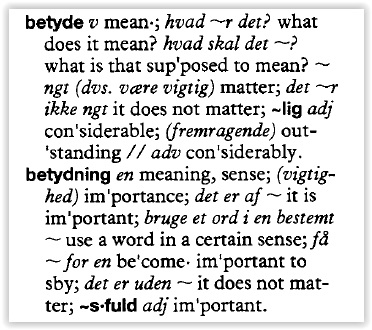 betyde v mean·; hvad ~r det? what
does it mean? hvad skal det ~?
what is that sup'posed to mean? ~
ngt (dvs. være vigtig) matter; det ~r
ikke ngt it does not matter; ~lig adj
con'siderable; (fremragende) out-
'standing // adv con'siderably.
betydning en meaning, sense; (vigtig-
hed) im'portance; det er af ~ it is
im'portant; bruge et ord i en bestemt
~ use a word in a certain sense; få
~ for en be'come· im'portant to
sby; det er uden ~ it does not mat-
ter; ~s·fuld adj im'portant.